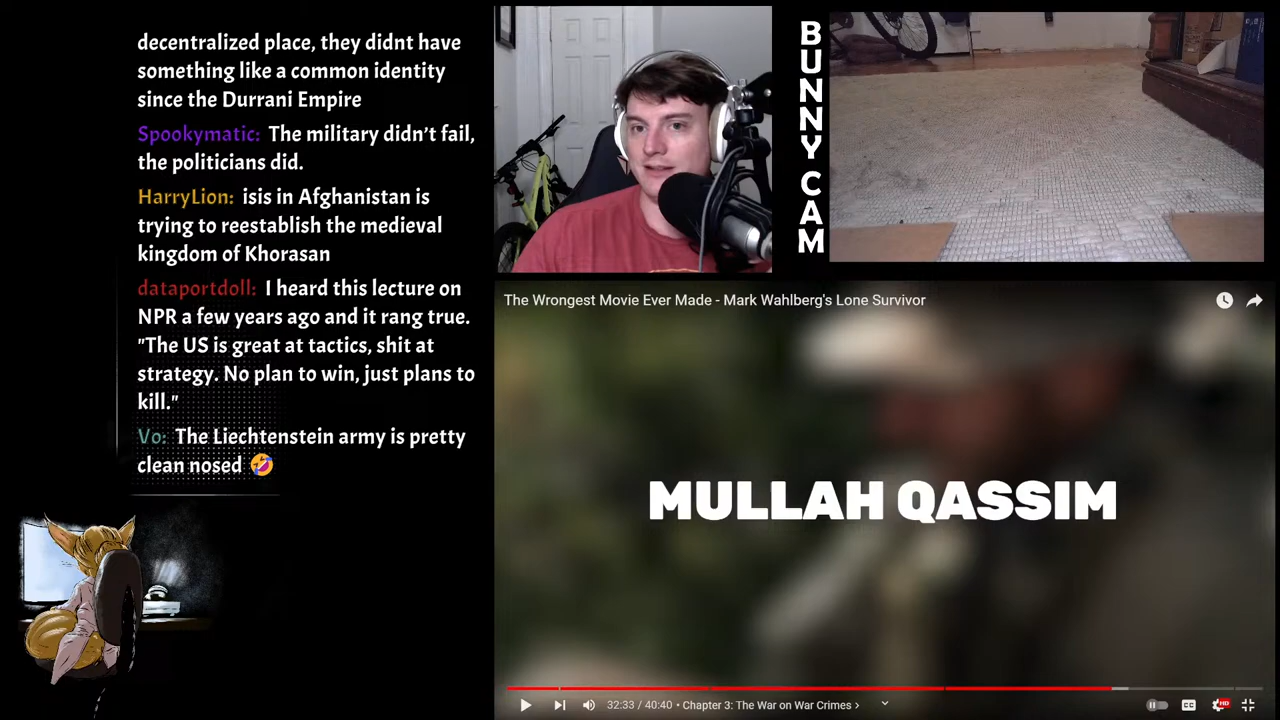 decentralized place, they didnt have
something like a common identity
since the Durrani Empire
Spookymatic: The military didn’t fail,
the politicians did.
HarryLion: isis in Afghanistan is
trying to reestablish the medieval
kingdom of Khorasan
dataportdoll: I heard this lecture on
NPR a few years ago and it rang true.
"The US is great at tactics, shit at
strategy. No plan to win, just plans to
kill."
Vo: The Liechtenstein army is pretty
clean nosed 🤣
BUNNY CAM
The Wrongest Movie Ever Made - Mark Wahlberg's Lone Survivor
MULLAH QASSIM
32:33 / 40:40 • Chapter 3: The War on War Crimes ›
CC
HD